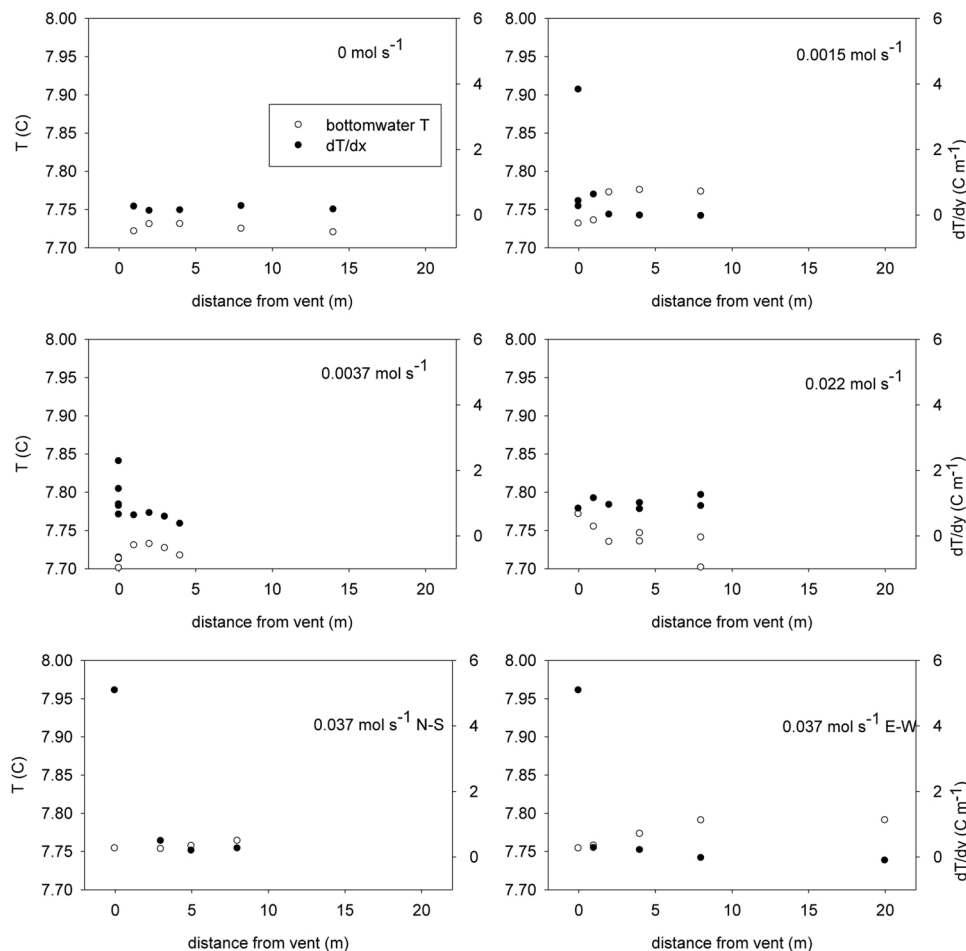 8.00
7.95
7.90
7.85
7.80
7.75
7.70
T (C)
0 mol s-1
bottomwater T
dT/dx
6
4
2
0
0 5 10 15 20
distance from vent (m)
8.00
7.95
7.90
7.85
7.80
7.75
7.70
0.0015 mol s-1
6
4
2
0
dT/dy (C m-1)
0 5 10 15 20
distance from vent (m)
8.00
7.95
7.90
7.85
7.80
7.75
7.70
T (C)
0.0037 mol s-1
6
4
2
0
0 5 10 15 20
distance from vent (m)
8.00
7.95
7.90
7.85
7.80
7.75
7.70
0.022 mol s-1
6
4
2
0
dT/dy (C m-1)
0 5 10 15 20
distance from vent (m)
8.00
7.95
7.90
7.85
7.80
7.75
7.70
T (C)
0.037 mol s-1 N-S
6
4
2
0
0 5 10 15 20
distance from vent (m)
8.00
7.95
7.90
7.85
7.80
7.75
7.70
0.037 mol s-1 E-W
6
4
2
0
dT/dy (C m-1)
0 5 10 15 20
distance from vent (m)